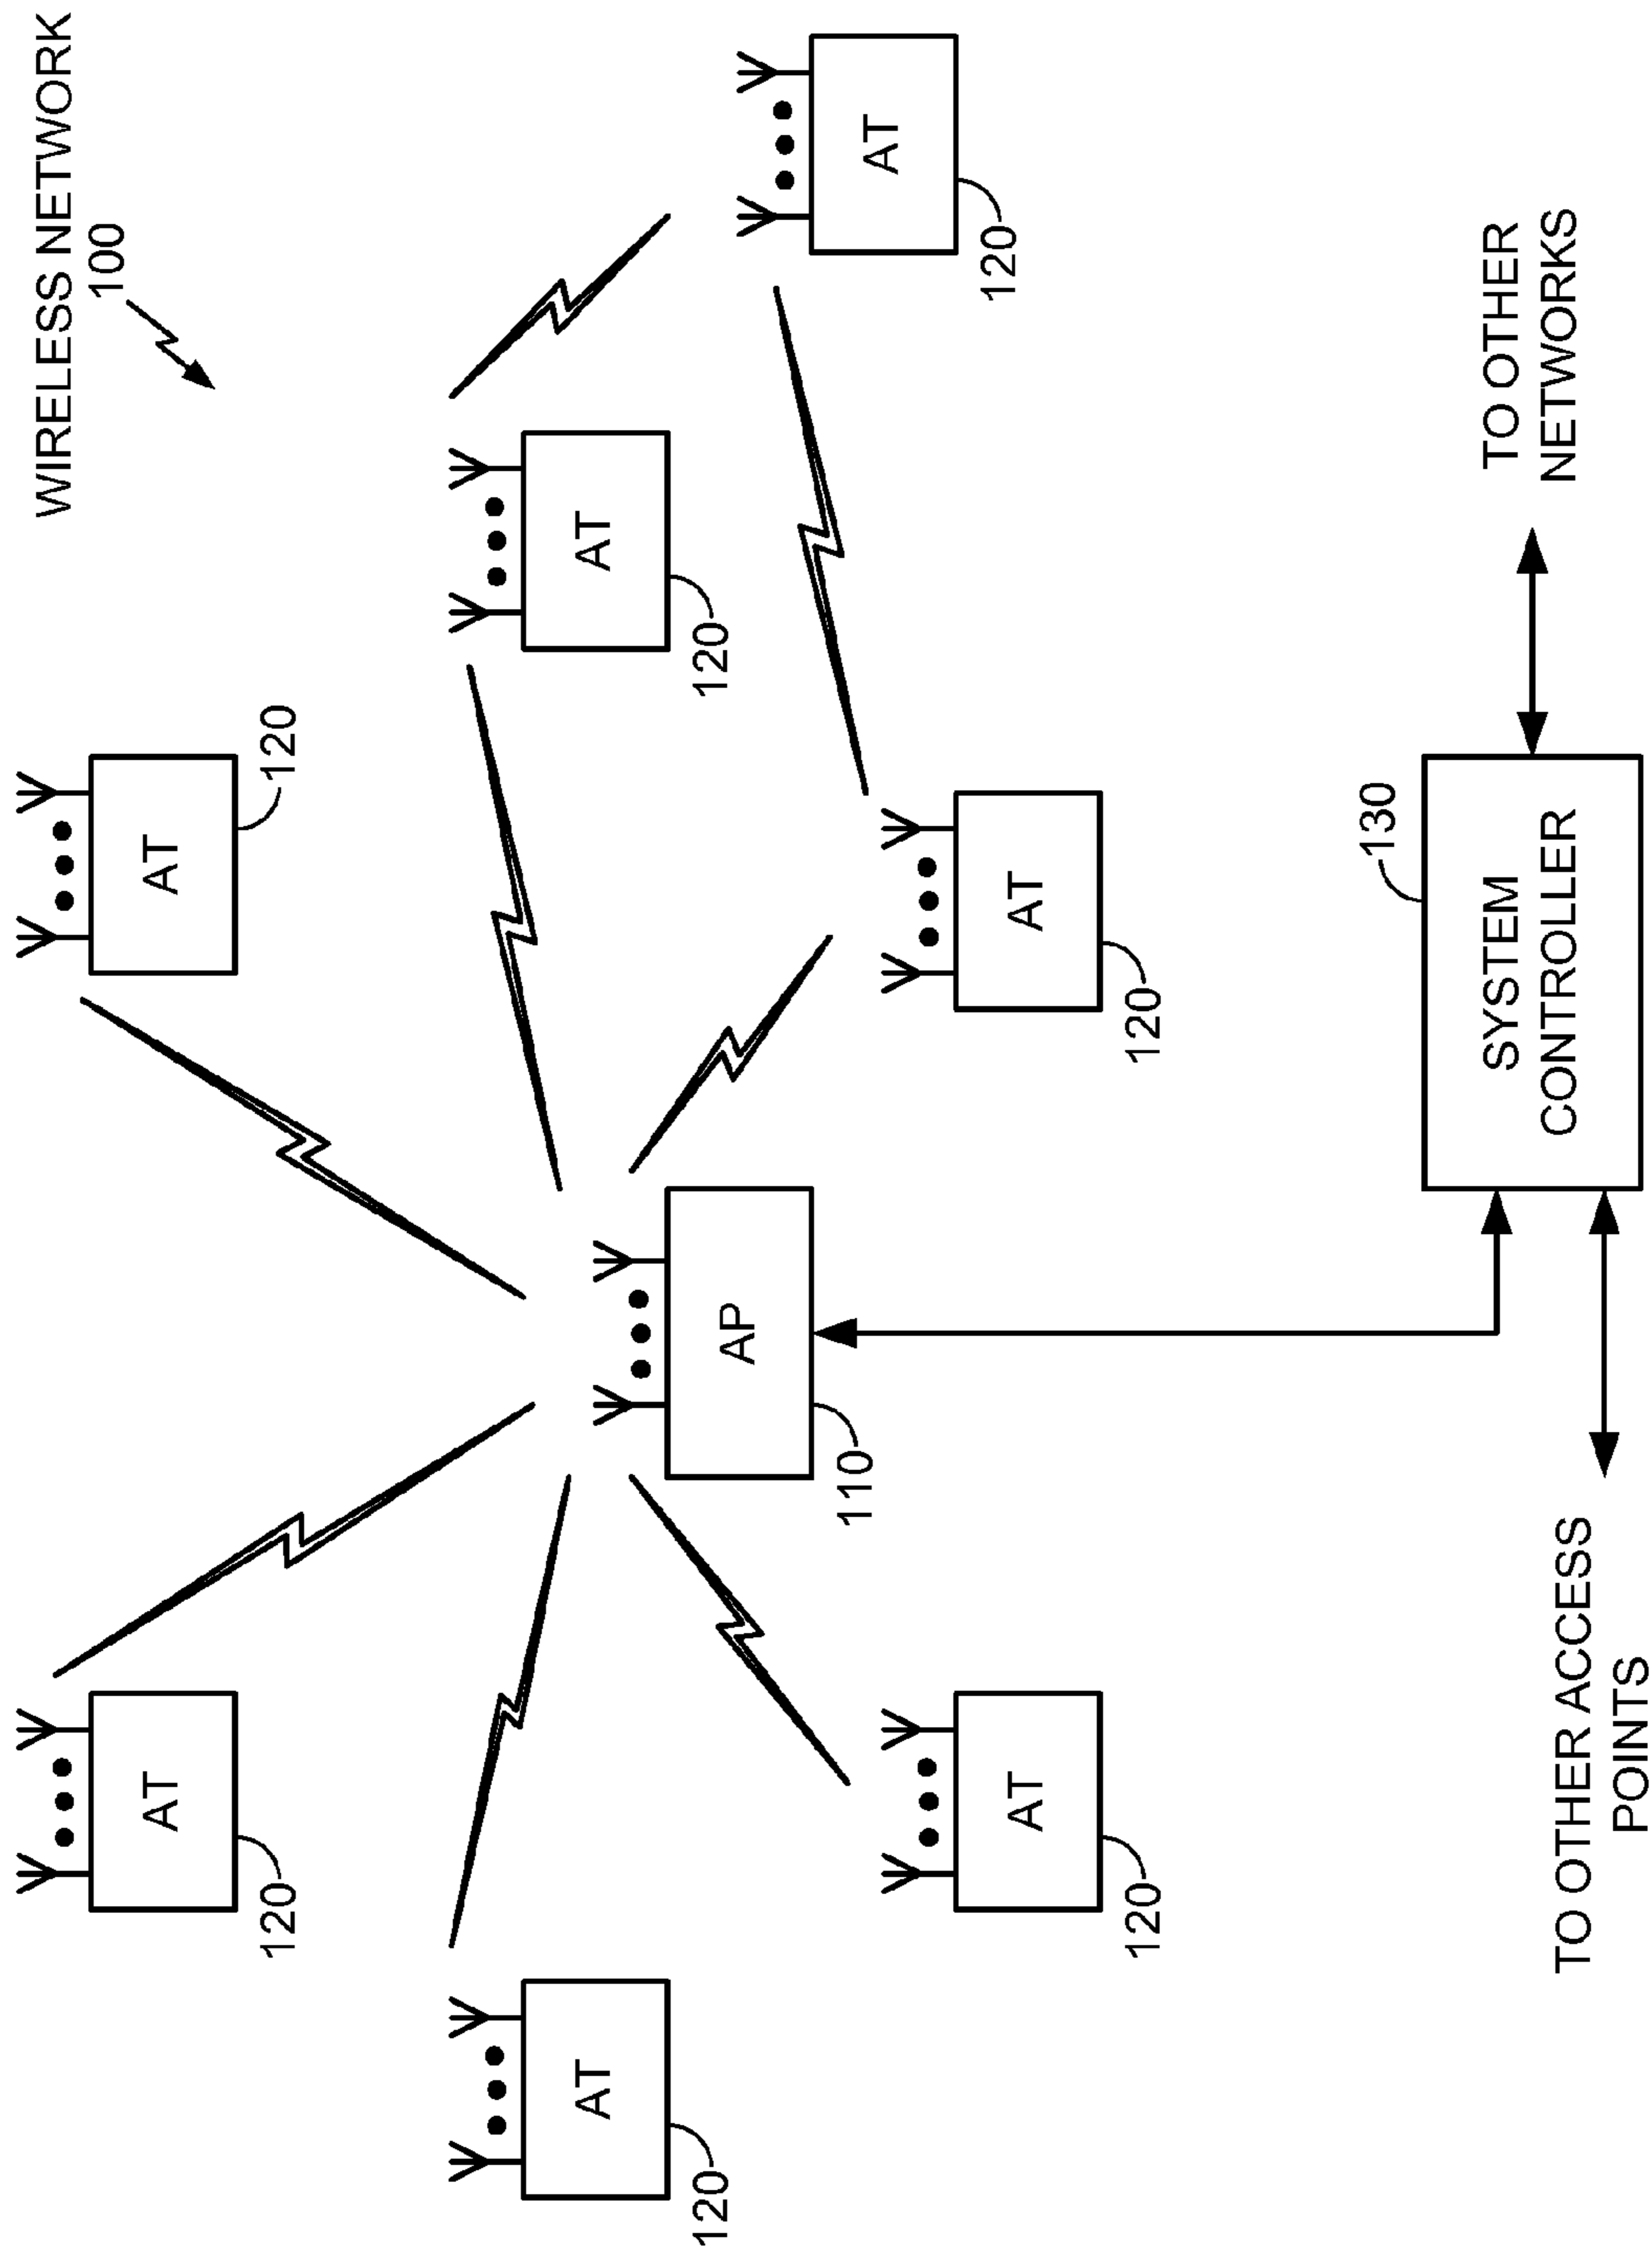 WIRELESS NETWORK
100
AT
120
AT
120
AT
120
AT
120
AP
110
AT
120
AT
120
AT
120
130
SYSTEM
CONTROLLER
TO OTHER ACCESS
POINTS
TO OTHER
NETWORKS